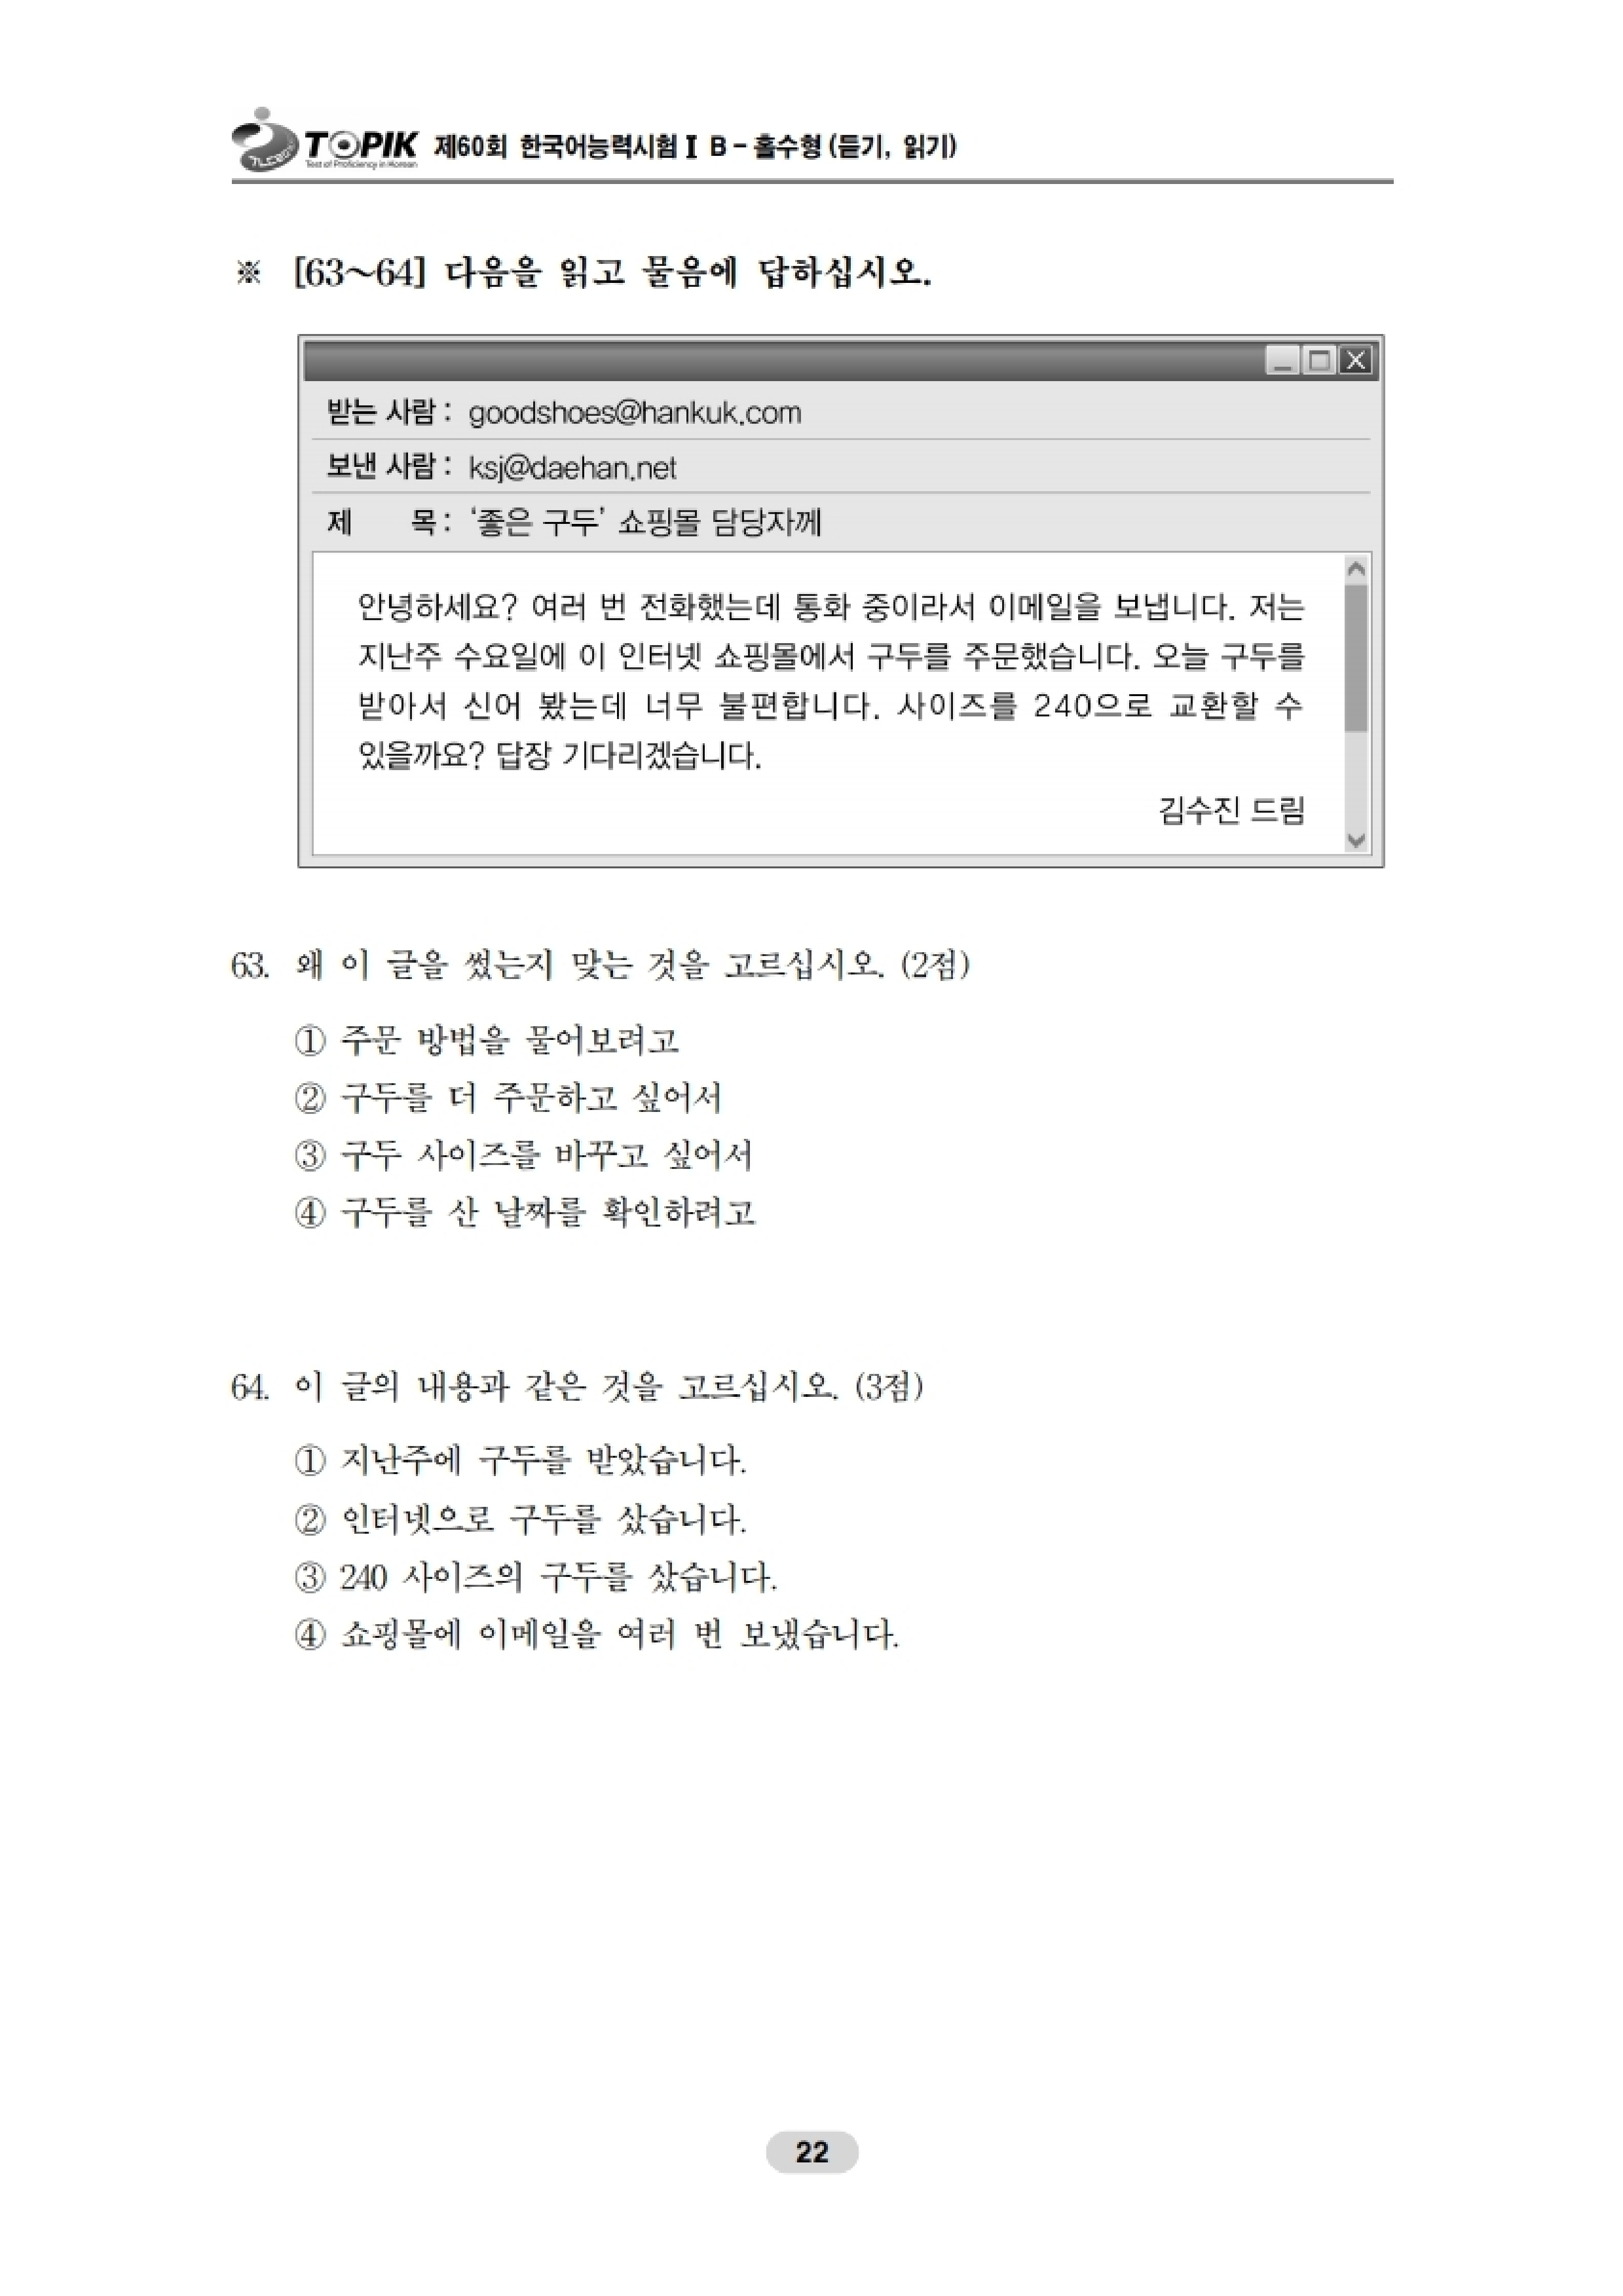 TOPIK 제60회 한국어능력시험 I B - 홀수형 (듣기, 읽기)
Test of Proficiency in Korean
※ [63～64] 다음을 읽고 물음에 답하십시오.
받는 사람 : goodshoes@hankuk.com
보낸 사람 : ksj@daehan.net
제 목 : ‘좋은 구두’ 쇼핑몰 담당자께
안녕하세요? 여러 번 전화했는데 통화 중이라서 이메일을 보냅니다. 저는
지난주 수요일에 이 인터넷 쇼핑몰에서 구두를 주문했습니다. 오늘 구두를
받아서 신어 봤는데 너무 불편합니다. 사이즈를 240으로 교환할 수
있을까요? 답장 기다리겠습니다.
김수진 드림
63. 왜 이 글을 썼는지 맞는 것을 고르십시오. (2점)
① 주문 방법을 물어보려고
② 구두를 더 주문하고 싶어서
③ 구두 사이즈를 바꾸고 싶어서
④ 구두를 산 날짜를 확인하려고
64. 이 글의 내용과 같은 것을 고르십시오. (3점)
① 지난주에 구두를 받았습니다.
② 인터넷으로 구두를 샀습니다.
③ 240 사이즈의 구두를 샀습니다.
④ 쇼핑몰에 이메일을 여러 번 보냈습니다.
22